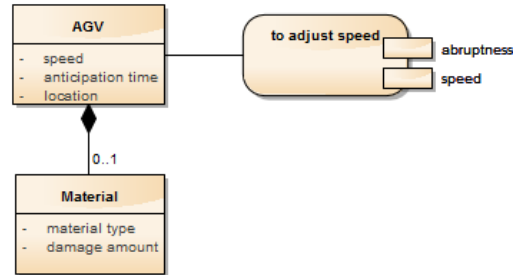 AGV
- speed
- anticipation time
- location
to adjust speed
abruptness
speed
0..1
Material
- material type
- damage amount